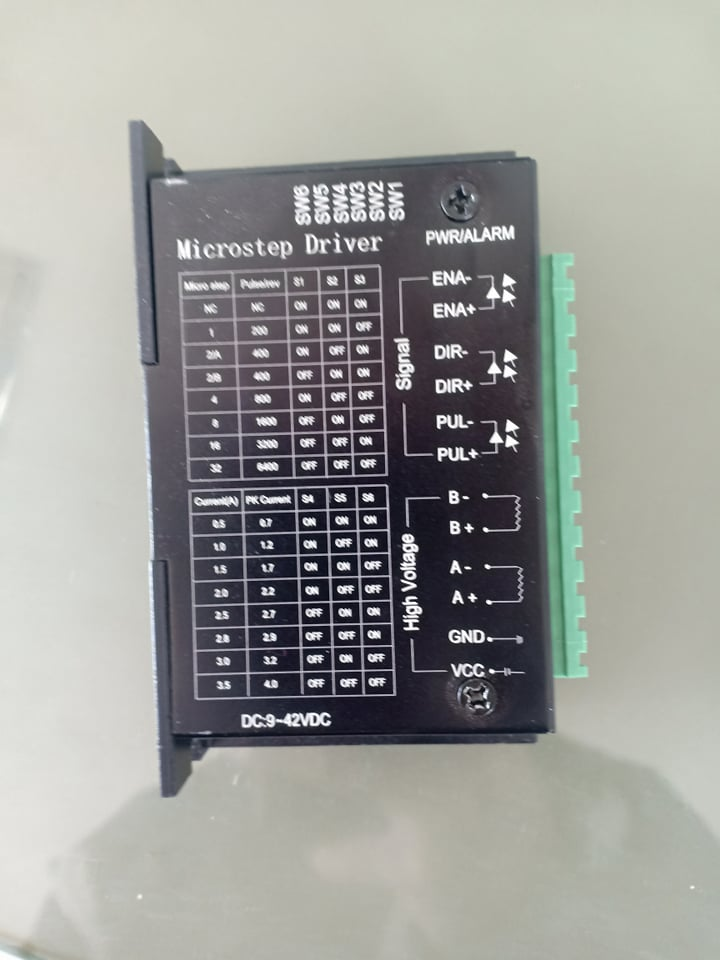 SW6
SW5
SW4
SW3
SW2
SW1
PWR/ALARM
Microstep Driver
Micro step Pulse/rev S1 S2 S3
NC NC ON ON ON
1 200 ON ON OFF
2/A 400 ON OFF ON
2/B 400 OFF ON ON
4 800 ON OFF OFF
8 1600 OFF ON OFF
16 3200 OFF OFF ON
32 6400 OFF OFF OFF
Current(A) PK Current S4 S5 S6
0.5 0.7 ON ON ON
1.0 1.2 ON OFF ON
1.5 1.7 ON ON OFF
2.0 2.2 ON OFF OFF
2.5 2.7 OFF ON ON
2.8 2.9 OFF OFF ON
3.0 3.2 OFF ON OFF
3.5 4.0 OFF OFF OFF
DC:9~42VDC
Signal
ENA-
ENA+
DIR-
DIR+
PUL-
PUL+
High Voltage
B -
B +
A -
A +
GND
VCC